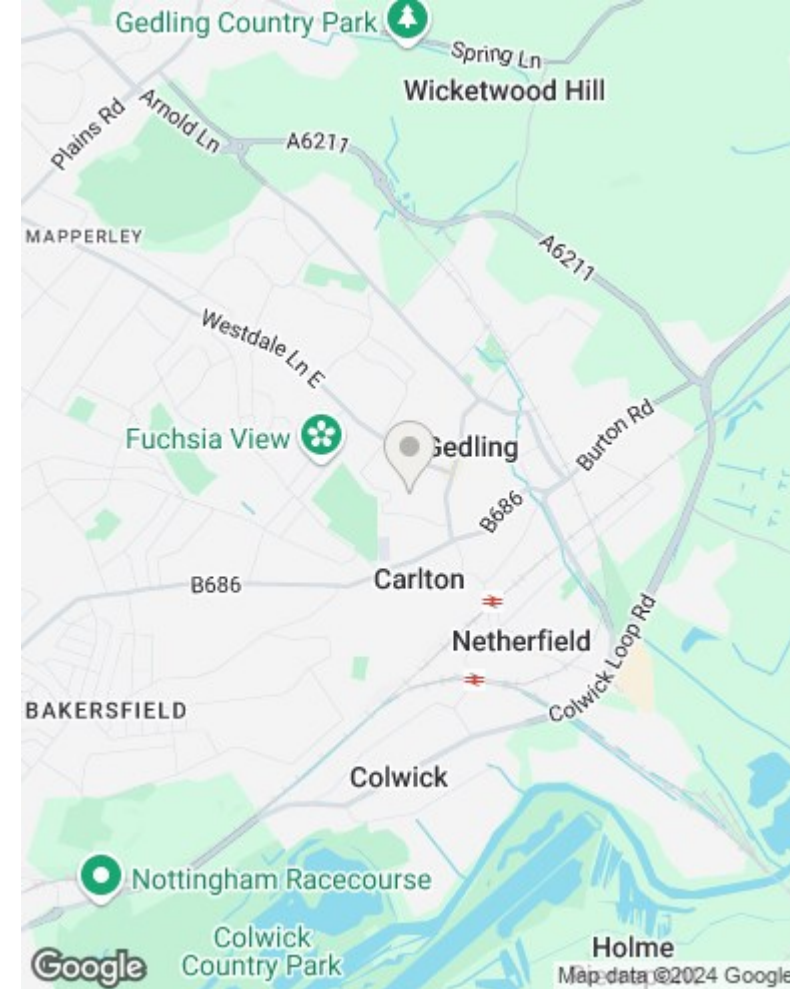 Gedling Country Park
Spring Ln
Wicketwood Hill
Plains Rd
Arnold Ln
A6211
MAPPERLEY
A6211
Westdale Ln E
Fuchsia View
Gedling
Burton Rd
B686
Carlton
B686
Netherfield
Colwick Loop Rd
BAKERSFIELD
Colwick
Nottingham Racecourse
Colwick
Country Park
Holme
Google
Map data ©2024 Google